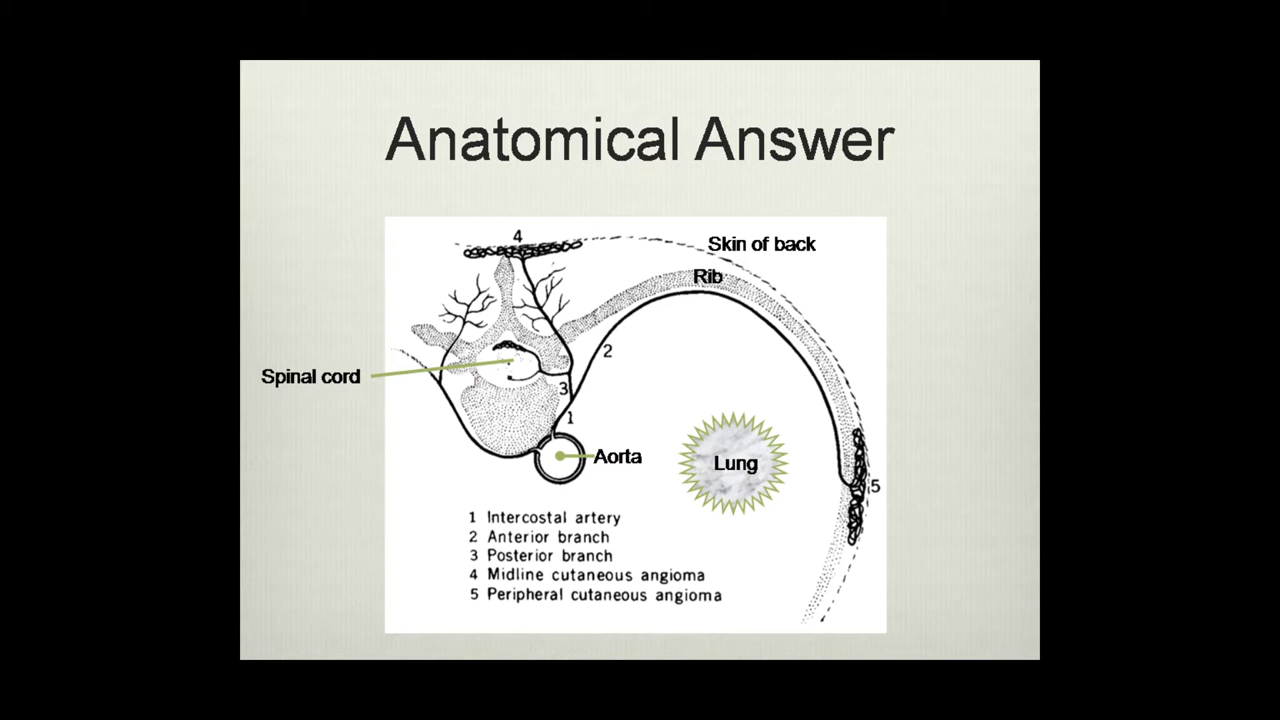 Anatomical Answer
4
Skin of back
Rib
2
Spinal cord
3
1
Aorta
Lung
5
1 Intercostal artery
2 Anterior branch
3 Posterior branch
4 Midline cutaneous angioma
5 Peripheral cutaneous angioma